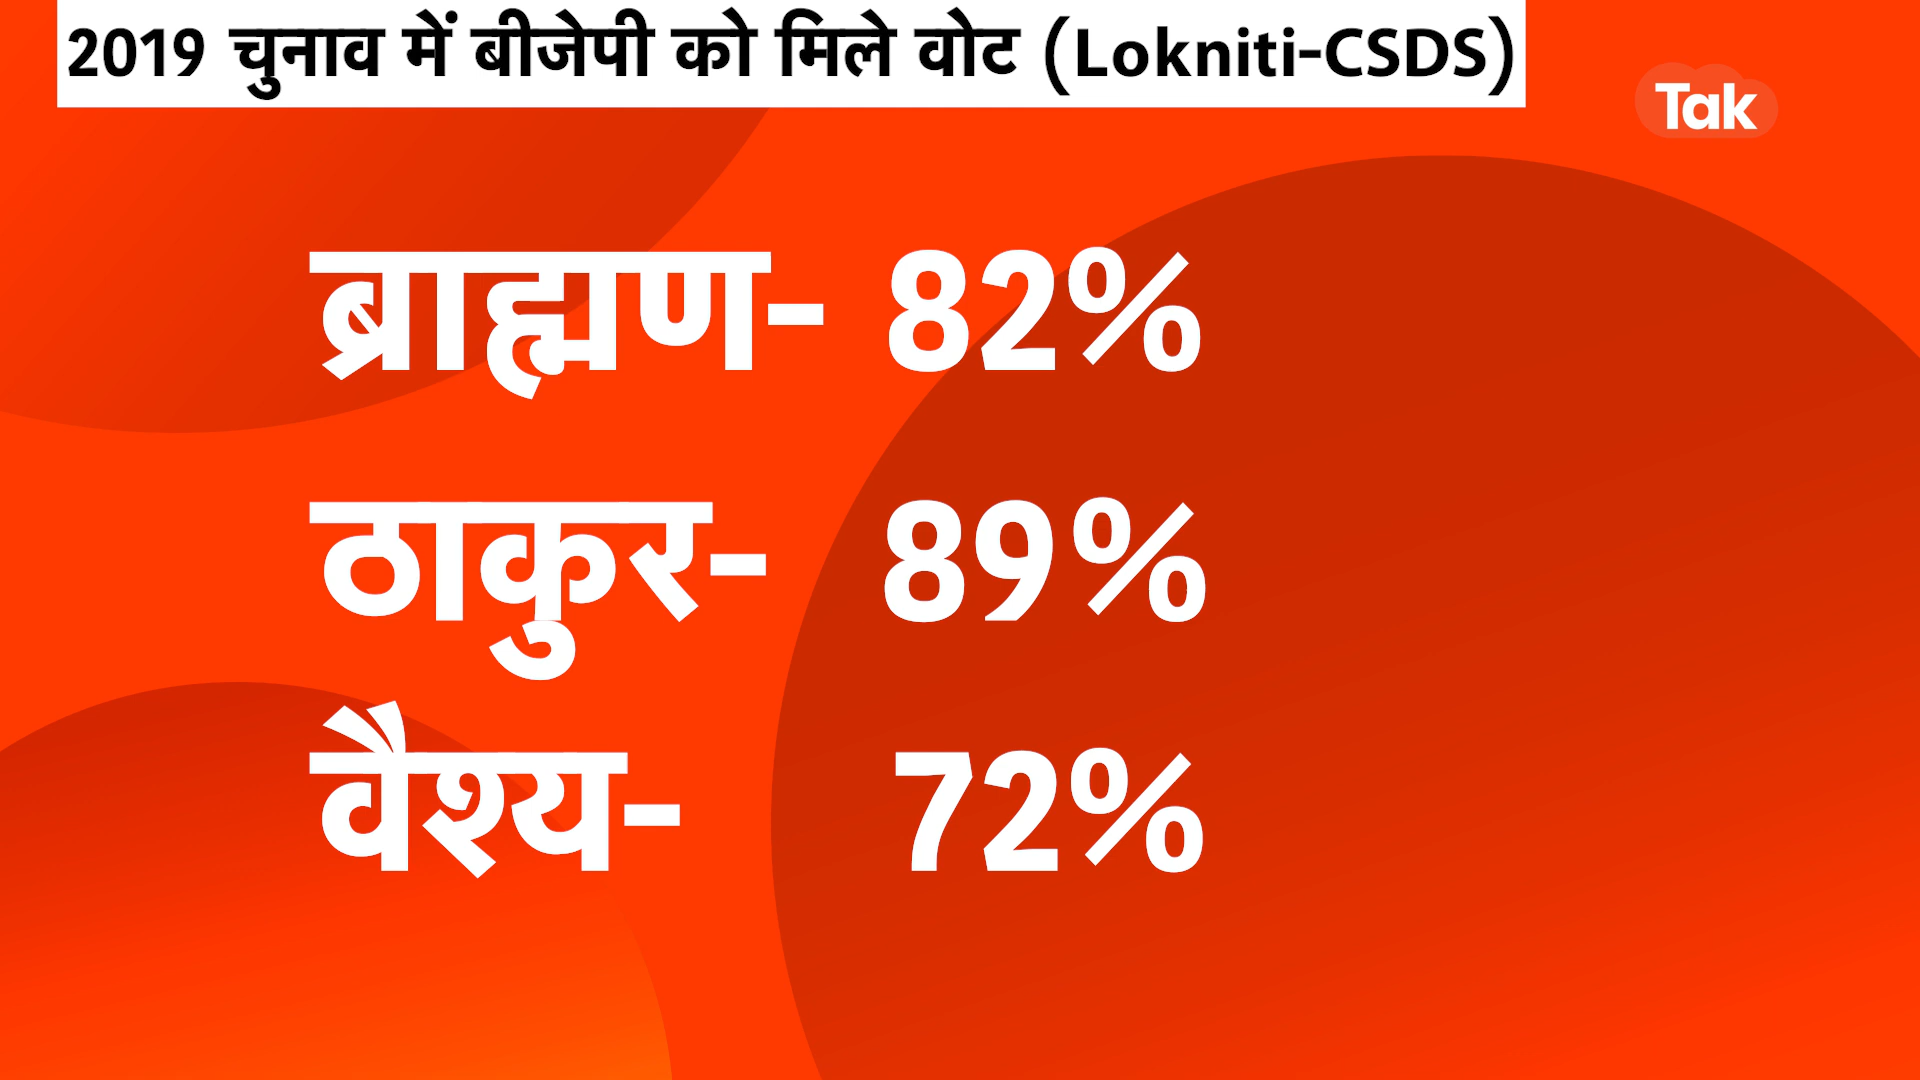 2019 चुनाव में बीजेपी को मिले वोट (Lokniti-CSDS)
Tak
ब्राह्मण- 82%
ठाकुर- 89%
वैश्य- 72%